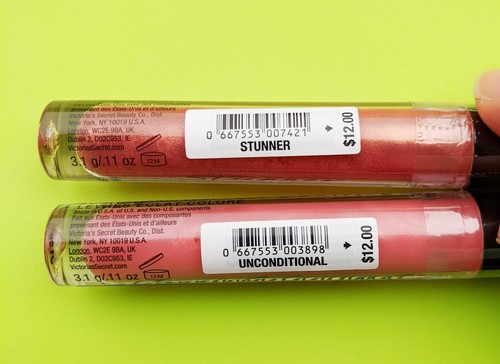 provenant des États-Unis et d'ailleurs
Victoria's Secret Beauty Co., Dist.
New York, NY 10019 U.S.A.
London, WC2E 9BA, UK
Dublin 2, D02C953, IE
VictoriasSecret.com
3.1 g/.11 oz
12M
0 667553 007421
STUNNER
$12.00
ÉCLAT COLORÉ
Made in U.S.A. of U.S. and Non-U.S. components
Fait aux États-Unis avec des composantes
provenant des États-Unis et d'ailleurs
Victoria's Secret Beauty Co., Dist.
New York, NY 10019 U.S.A.
London, WC2E 9BA, UK
Dublin 2, D02C953, IE
VictoriasSecret.com
3.1 g/.11 oz
12M
0 667553 003898
UNCONDITIONAL
$12.00